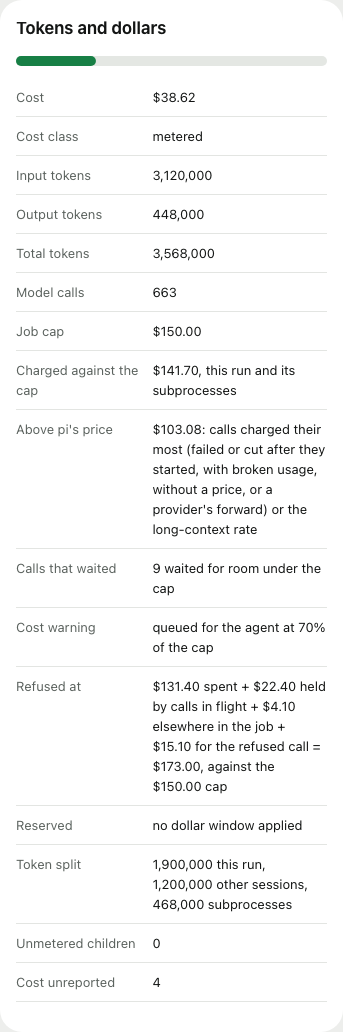 Tokens and dollars
Cost $38.62
Cost class metered
Input tokens 3,120,000
Output tokens 448,000
Total tokens 3,568,000
Model calls 663
Job cap $150.00
Charged against the cap
$141.70, this run and its
subprocesses
Above pi's price
$103.08: calls charged their
most (failed or cut after they
started, with broken usage,
without a price, or a
provider's forward) or the
long-context rate
Calls that waited
9 waited for room under the
cap
Cost warning
queued for the agent at 70%
of the cap
Refused at
$131.40 spent + $22.40 held
by calls in flight + $4.10
elsewhere in the job +
$15.10 for the refused call =
$173.00, against the
$150.00 cap
Reserved no dollar window applied
Token split
1,900,000 this run,
1,200,000 other sessions,
468,000 subprocesses
Unmetered children 0
Cost unreported 4